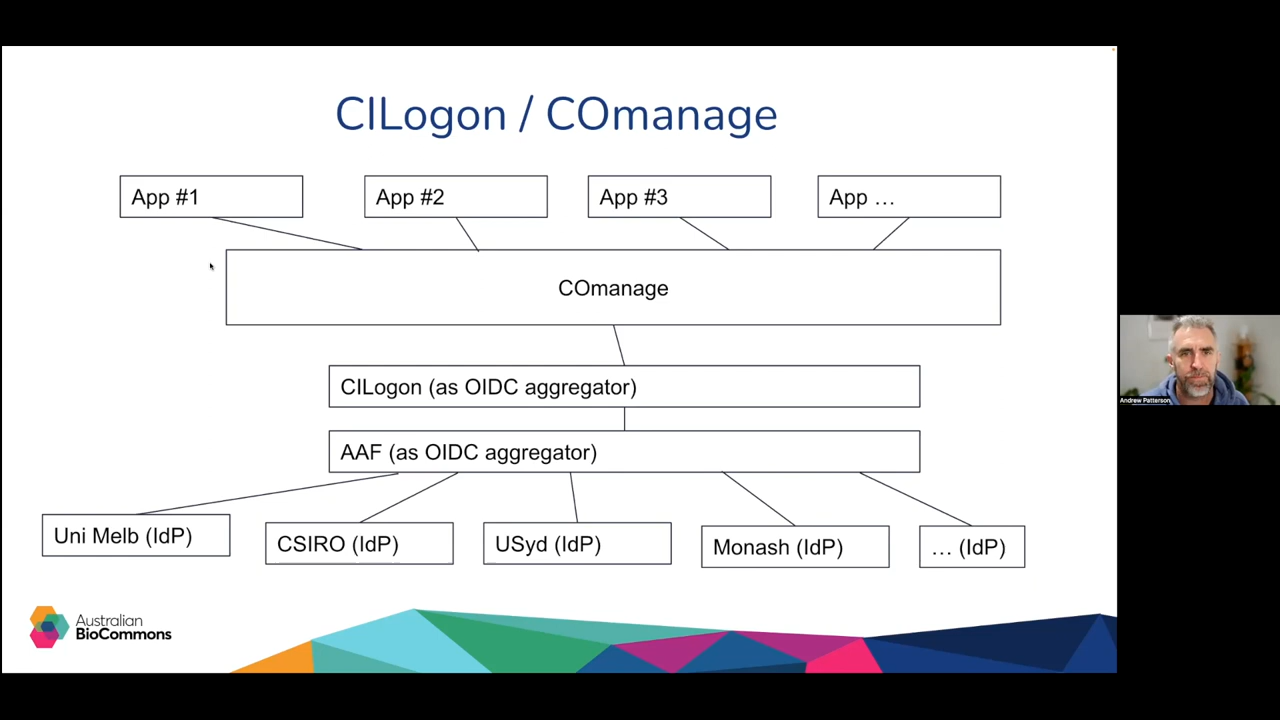 CILogon / COmanage
App #1
App #2
App #3
App …
COmanage
CILogon (as OIDC aggregator)
AAF (as OIDC aggregator)
Uni Melb (IdP)
CSIRO (IdP)
USyd (IdP)
Monash (IdP)
… (IdP)
Australian
BioCommons
Andrew Patterson